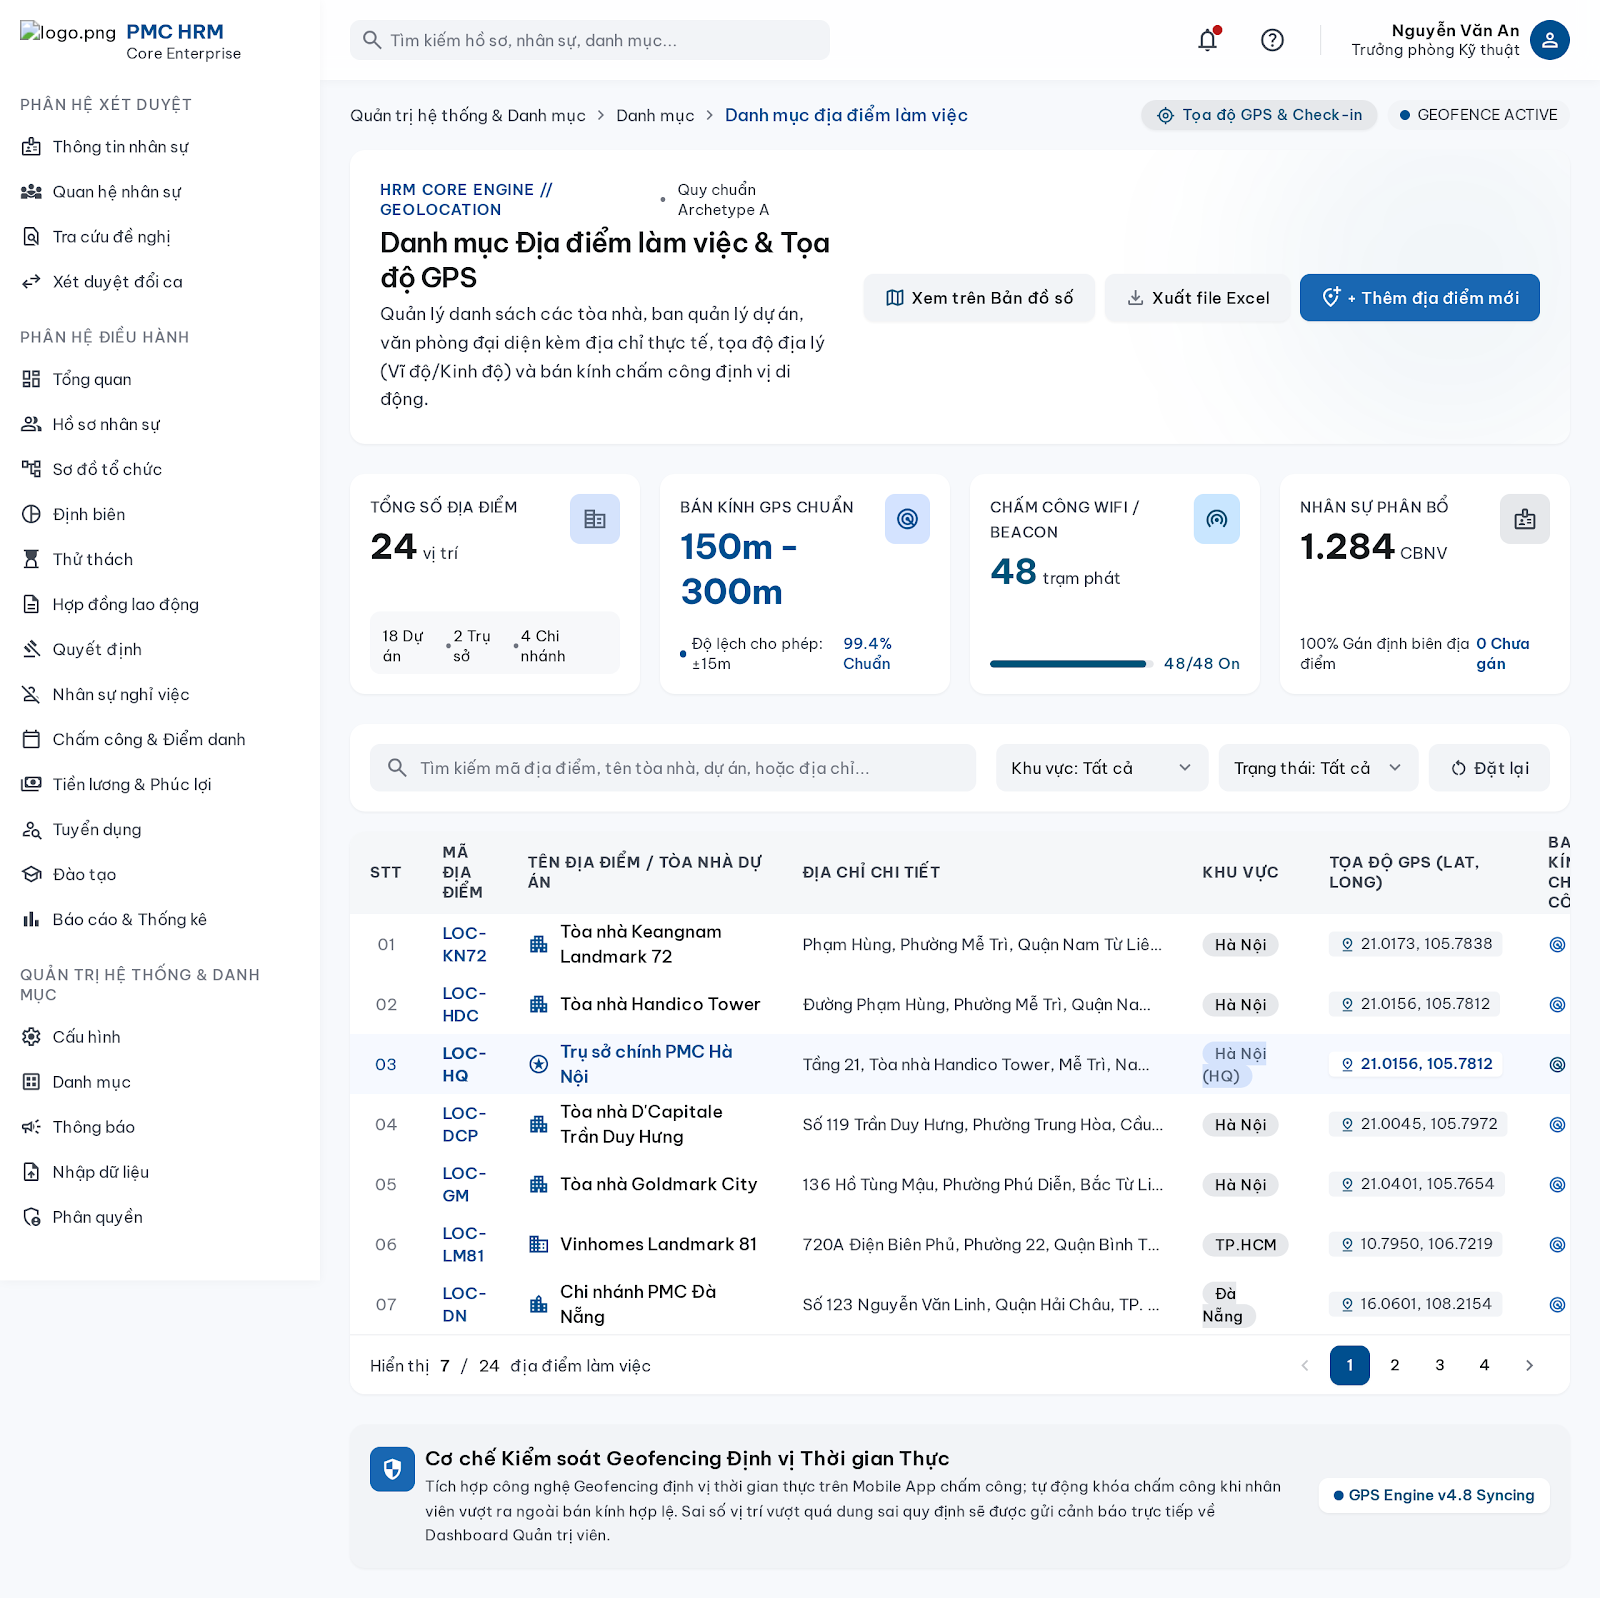 logo.png
PMC HRM
Core Enterprise
Tìm kiếm hồ sơ, nhân sự, danh mục...
Nguyễn Văn An
Trưởng phòng Kỹ thuật
PHÂN HỆ XÉT DUYỆT
Thông tin nhân sự
Quan hệ nhân sự
Tra cứu đề nghị
Xét duyệt đổi ca
PHÂN HỆ ĐIỀU HÀNH
Tổng quan
Hồ sơ nhân sự
Sơ đồ tổ chức
Định biên
Thử thách
Hợp đồng lao động
Quyết định
Nhân sự nghỉ việc
Chấm công & Điểm danh
Tiền lương & Phúc lợi
Tuyển dụng
Đào tạo
Báo cáo & Thống kê
QUẢN TRỊ HỆ THỐNG & DANH
MỤC
Cấu hình
Danh mục
Thông báo
Nhập dữ liệu
Phân quyền
Quản trị hệ thống & Danh mục > Danh mục > Danh mục địa điểm làm việc
Tọa độ GPS & Check-in
GEOFENCE ACTIVE
HRM CORE ENGINE //
GEOLOCATION
• Quy chuẩn
Archetype A
Danh mục Địa điểm làm việc & Tọa
độ GPS
Quản lý danh sách các tòa nhà, ban quản lý dự án,
văn phòng đại diện kèm địa chỉ thực tế, tọa độ địa lý
(Vĩ độ/Kinh độ) và bán kính chấm công định vị di
động.
Xem trên Bản đồ số
Xuất file Excel
+ Thêm địa điểm mới
TỔNG SỐ ĐỊA ĐIỂM
24 vị trí
18 Dự
án
• 2 Trụ
sở
• 4 Chi
nhánh
BÁN KÍNH GPS CHUẨN
150m -
300m
Độ lệch cho phép:
±15m
99.4%
Chuẩn
CHẤM CÔNG WIFI /
BEACON
48 trạm phát
48/48 On
NHÂN SỰ PHÂN BỔ
1.284 CBNV
100% Gán định biên địa
điểm
0 Chưa
gán
Tìm kiếm mã địa điểm, tên tòa nhà, dự án, hoặc địa chỉ...
Khu vực: Tất cả
Trạng thái: Tất cả
Đặt lại
STT
MÃ
ĐỊA
ĐIỂM
TÊN ĐỊA ĐIỂM / TÒA NHÀ DỰ
ÁN
ĐỊA CHỈ CHI TIẾT
KHU VỰC
TỌA ĐỘ GPS (LAT,
LONG)
01
LOC-
KN72
Tòa nhà Keangnam
Landmark 72
Phạm Hùng, Phường Mễ Trì, Quận Nam Từ Liê...
Hà Nội
21.0173, 105.7838
02
LOC-
HDC
Tòa nhà Handico Tower
Đường Phạm Hùng, Phường Mễ Trì, Quận Na...
Hà Nội
21.0156, 105.7812
03
LOC-
HQ
Trụ sở chính PMC Hà
Nội
Tầng 21, Tòa nhà Handico Tower, Mễ Trì, Na...
Hà Nội
(HQ)
21.0156, 105.7812
04
LOC-
DCP
Tòa nhà D'Capitale
Trần Duy Hưng
Số 119 Trần Duy Hưng, Phường Trung Hòa, Cầu...
Hà Nội
21.0045, 105.7972
05
LOC-
GM
Tòa nhà Goldmark City
136 Hồ Tùng Mậu, Phường Phú Diễn, Bắc Từ Li...
Hà Nội
21.0401, 105.7654
06
LOC-
LM81
Vinhomes Landmark 81
720A Điện Biên Phủ, Phường 22, Quận Bình T...
TP.HCM
10.7950, 106.7219
07
LOC-
DN
Chi nhánh PMC Đà
Nẵng
Số 123 Nguyễn Văn Linh, Quận Hải Châu, TP. ...
Đà
Nẵng
16.0601, 108.2154
Hiển thị 7 / 24 địa điểm làm việc
1 2 3 4
Cơ chế Kiểm soát Geofencing Định vị Thời gian Thực
Tích hợp công nghệ Geofencing định vị thời gian thực trên Mobile App chấm công; tự động khóa chấm công khi nhân
viên vượt ra ngoài bán kính hợp lệ. Sai số vị trí vượt quá dung sai quy định sẽ được gửi cảnh báo trực tiếp về
Dashboard Quản trị viên.
GPS Engine v4.8 Syncing